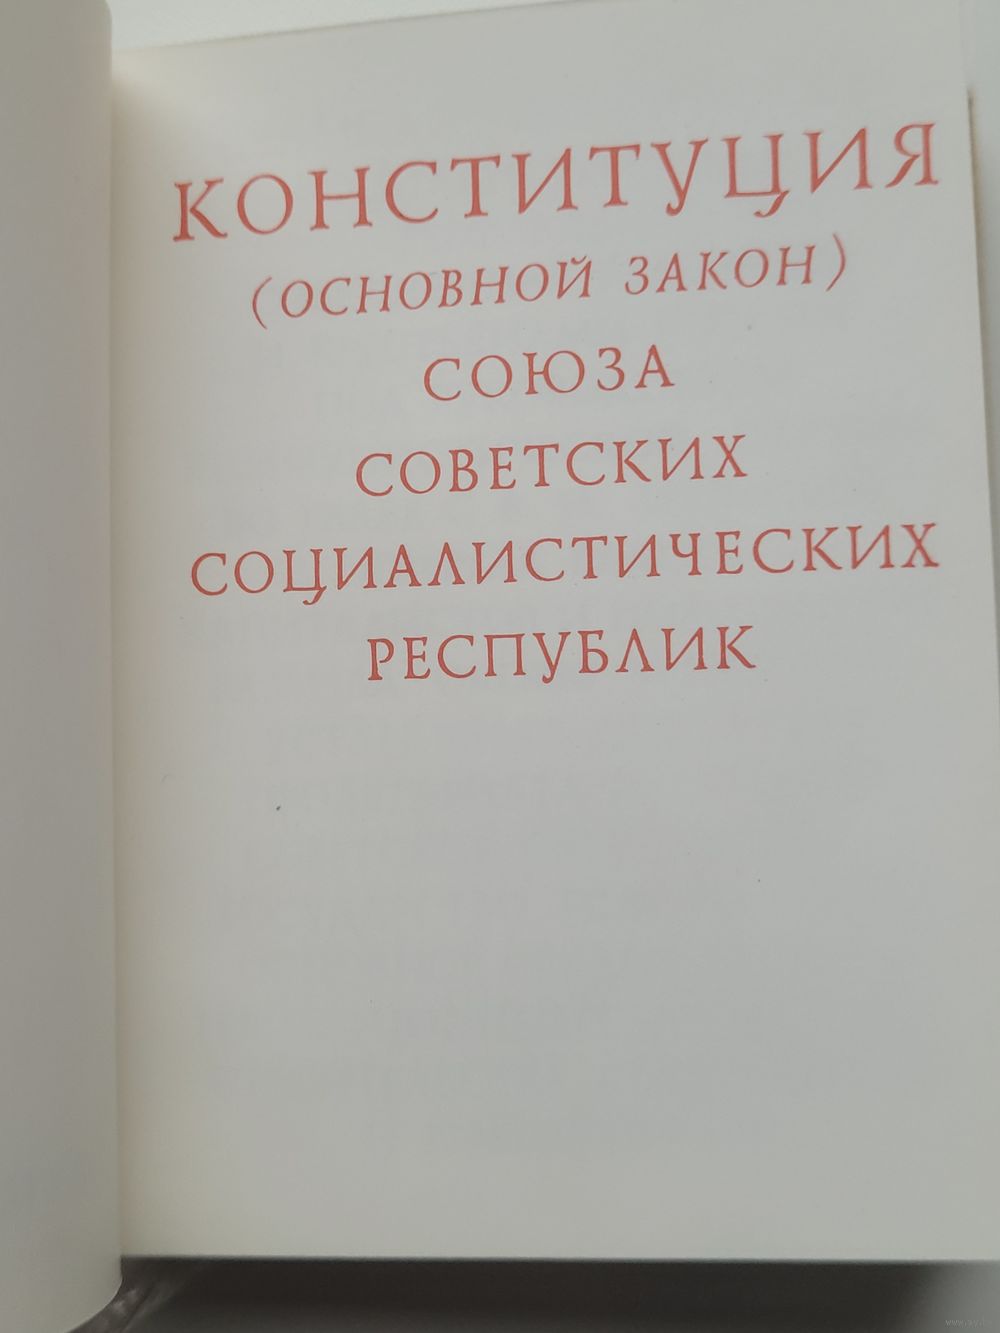 КОНСТИТУЦИЯ
(ОСНОВНОЙ ЗАКОН)
СОЮЗА
СОВЕТСКИХ
СОЦИАЛИСТИЧЕСКИХ
РЕСПУБЛИК